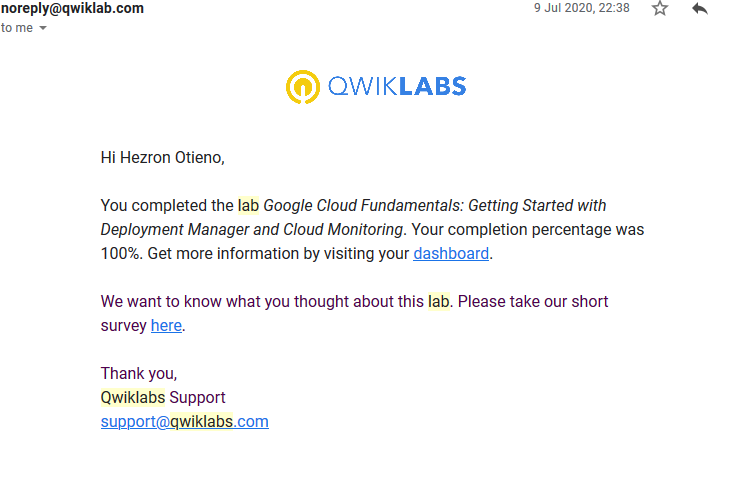 noreply@qwiklab.com
9 Jul 2020, 22:38
to me
QWIKLABS
Hi Hezron Otieno,
You completed the lab Google Cloud Fundamentals: Getting Started with
Deployment Manager and Cloud Monitoring. Your completion percentage was
100%. Get more information by visiting your dashboard.
We want to know what you thought about this lab. Please take our short
survey here.
Thank you,
Qwiklabs Support
support@qwiklabs.com